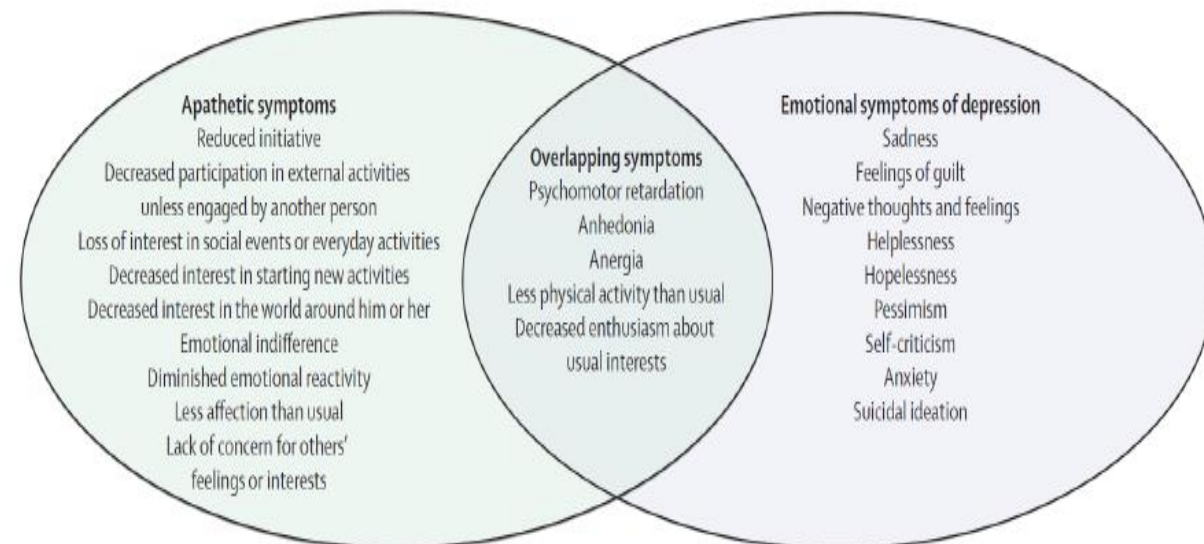 Apathetic symptoms
Reduced initiative
Decreased participation in external activities
unless engaged by another person
Loss of interest in social events or everyday activities
Decreased interest in starting new activities
Decreased interest in the world around him or her
Emotional indifference
Diminished emotional reactivity
Less affection than usual
Lack of concern for others'
feelings or interests
Overlapping symptoms
Psychomotor retardation
Anhedonia
Anergia
Less physical activity than usual
Decreased enthusiasm about
usual interests
Emotional symptoms of depression
Sadness
Feelings of guilt
Negative thoughts and feelings
Helplessness
Hopelessness
Pessimism
Self-criticism
Anxiety
Suicidal ideation